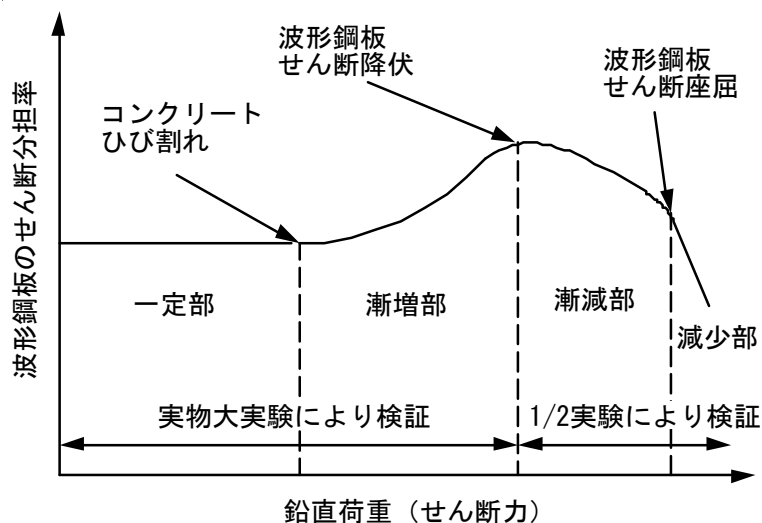 波形鋼板
せん断降伏
波形鋼板
せん断座屈
コンクリート
ひび割れ
波形鋼板のせん断分担率
一定部
漸増部
漸減部
減少部
実物大実験により検証
1/2実験により検証
鉛直荷重（せん断力）